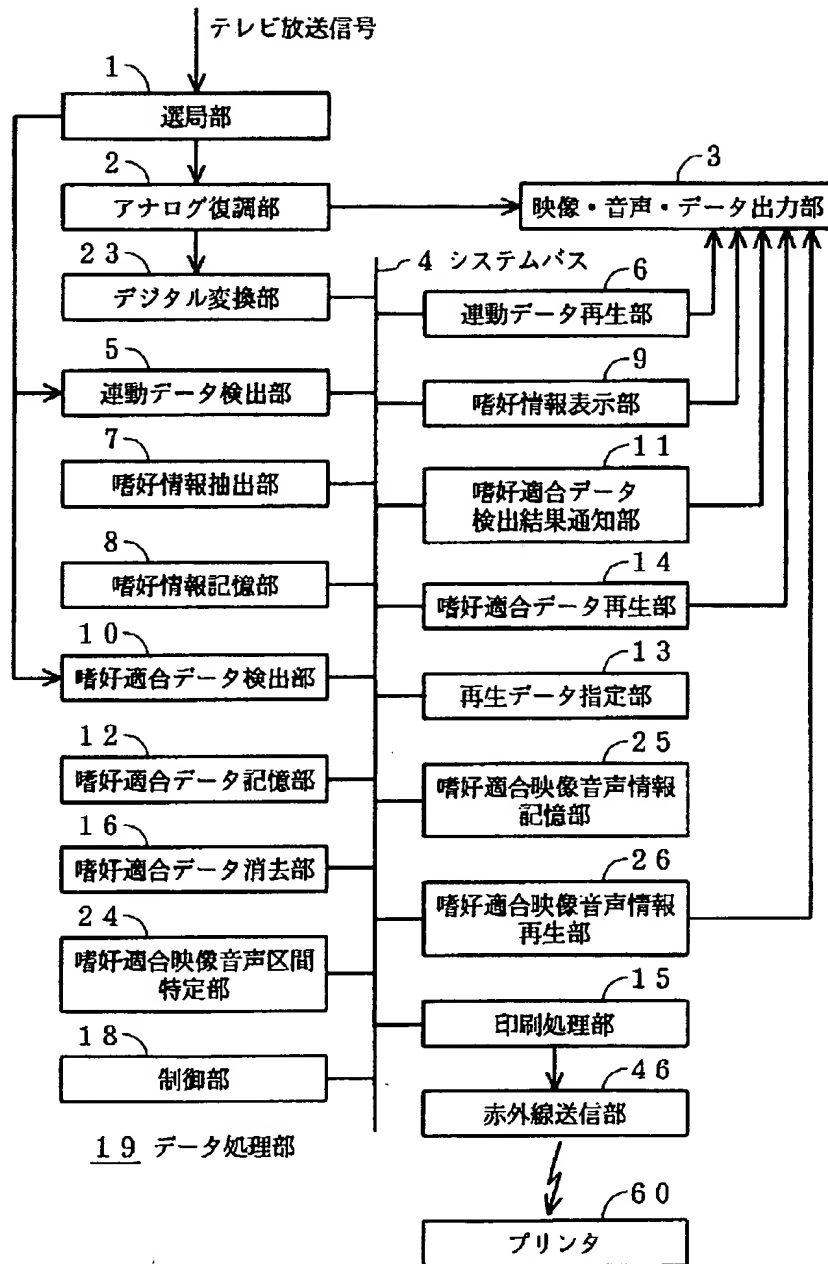 テレビ放送信号
1
選局部
2
アナログ復調部
3
映像・音声・データ出力部
23
デジタル変換部
4 システムバス
5
連動データ検出部
6
連動データ再生部
7
嗜好情報抽出部
9
嗜好情報表示部
8
嗜好情報記憶部
11
嗜好適合データ
検出結果通知部
10
嗜好適合データ検出部
14
嗜好適合データ再生部
12
嗜好適合データ記憶部
13
再生データ指定部
16
嗜好適合データ消去部
25
嗜好適合映像音声情報
記憶部
24
嗜好適合映像音声区間
特定部
26
嗜好適合映像音声情報
再生部
18
制御部
15
印刷処理部
19 データ処理部
46
赤外線送信部
60
プリンタ